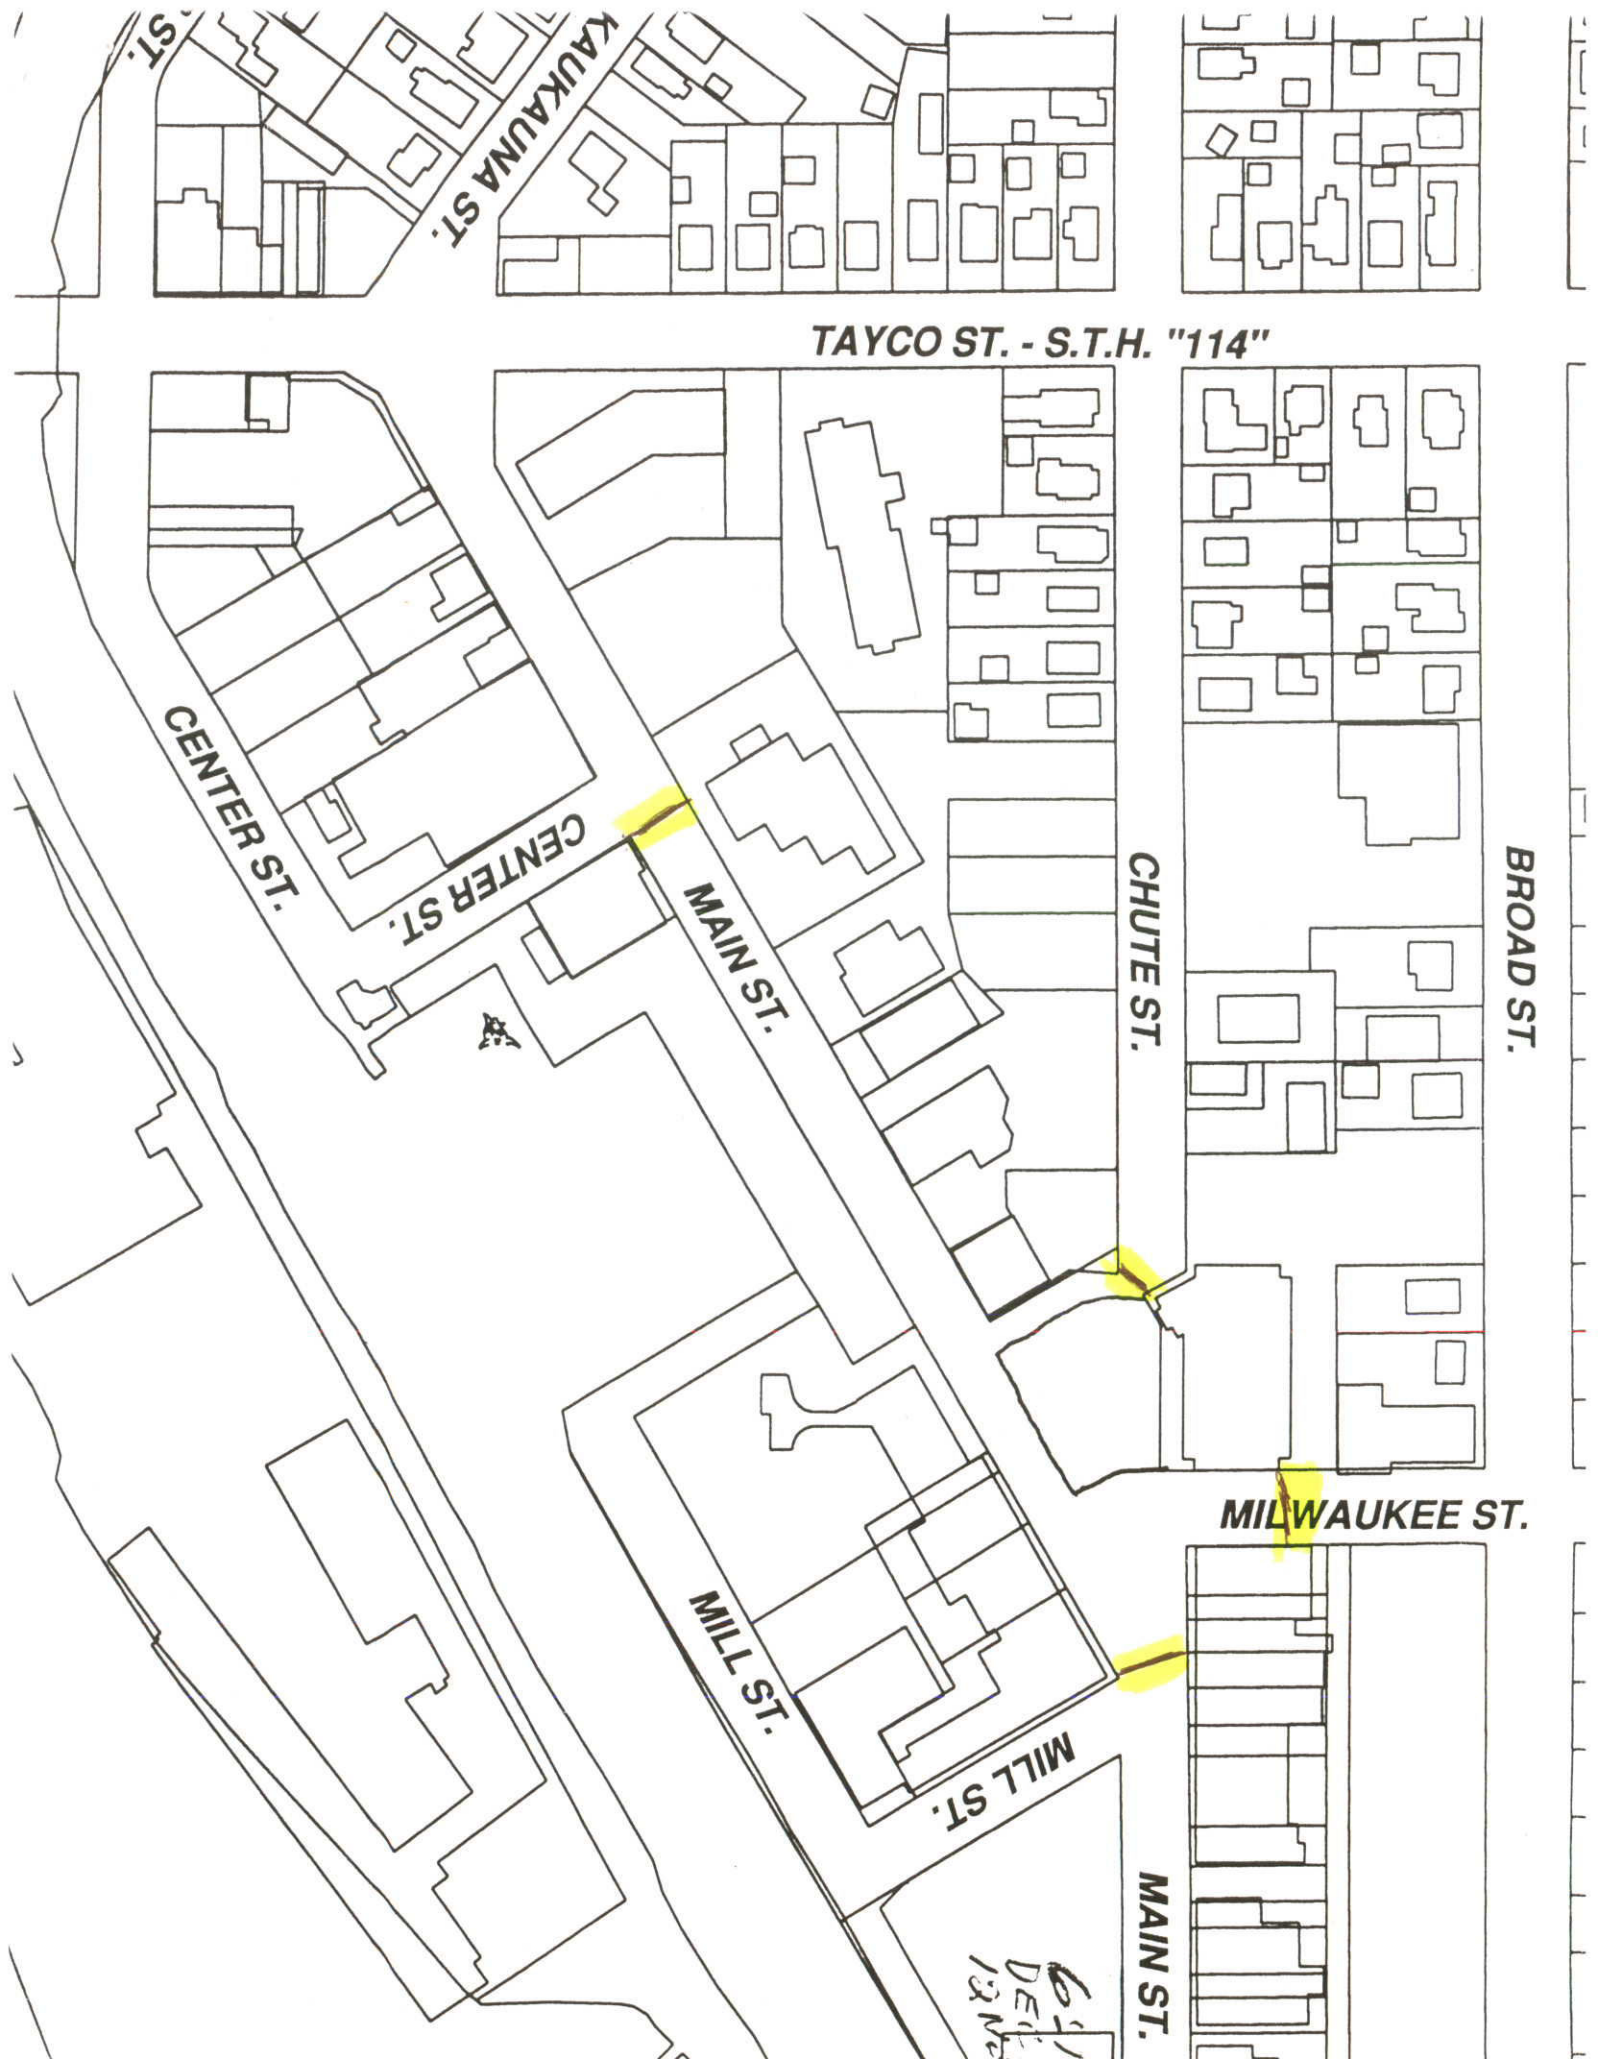 ST.
KAUKAUNA ST.
TAYCO ST. - S.T.H. "114"
CENTER ST.
CENTER ST.
MAIN ST.
CHUTE ST.
BROAD ST.
MILWAUKEE ST.
MILL ST.
MILL ST.
MAIN ST.